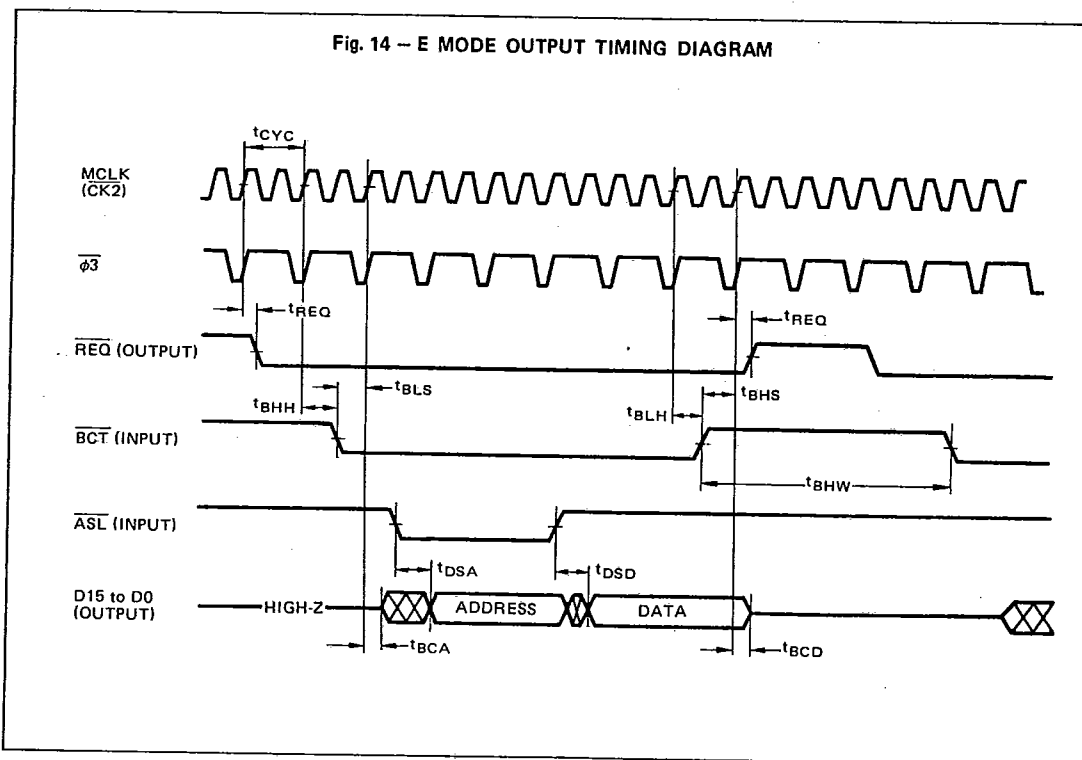 Fig. 14 – E MODE OUTPUT TIMING DIAGRAM
tCYC
MCLK
(CK2)
φ3
tREQ
tREQ
REQ (OUTPUT)
tBLS
tBHS
tBHH
tBLH
BCT (INPUT)
tBHW
ASL (INPUT)
tDSA
tDSD
D15 to D0
(OUTPUT)
HIGH-Z
ADDRESS
DATA
tBCA
tBCD